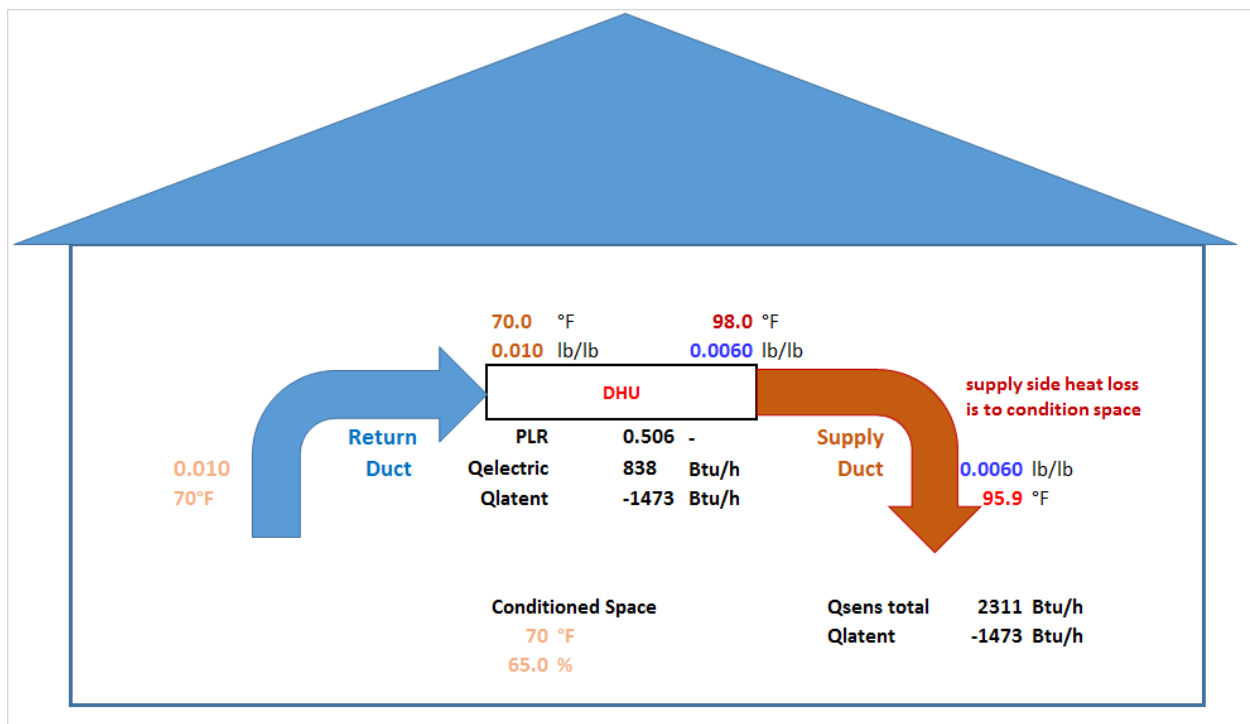 70.0 °F 98.0 °F
0.010 lb/lb 0.0060 lb/lb
DHU
supply side heat loss
is to condition space
Return
Duct
PLR 0.506 -
Qelectric 838 Btu/h
Qlatent -1473 Btu/h
Supply
Duct
0.010
70°F
0.0060 lb/lb
95.9 °F
Conditioned Space
70 °F
65.0 %
Qsens total 2311 Btu/h
Qlatent -1473 Btu/h